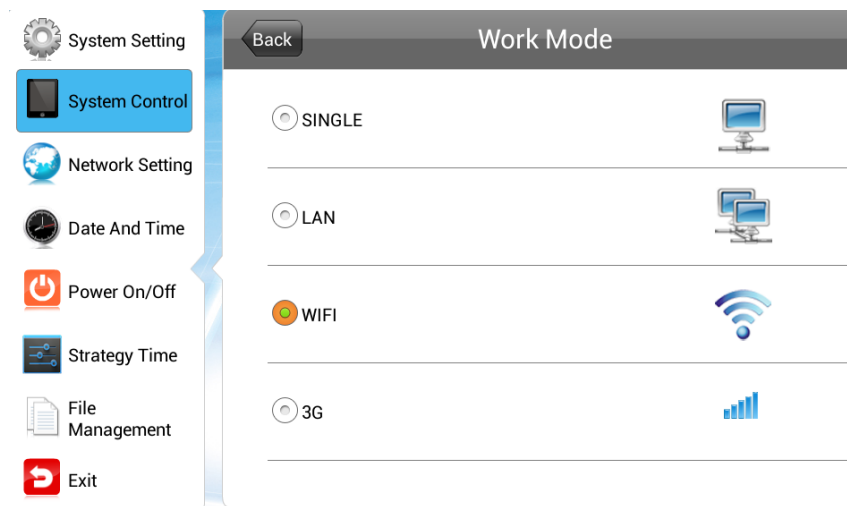 System Setting
System Control
Network Setting
Date And Time
Power On/Off
Strategy Time
File
Management
Exit
Back
Work Mode
SINGLE
LAN
WIFI
3G